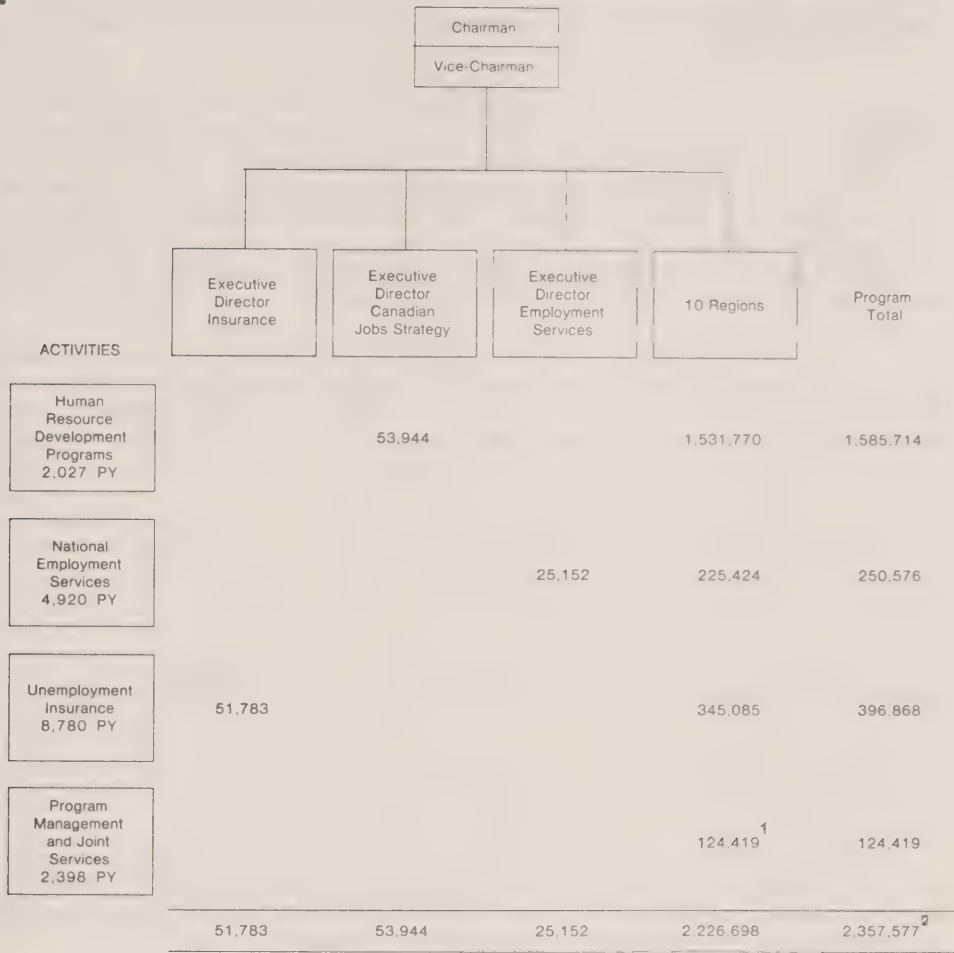 Chairman
Vice-Chairman
Executive
Director
Insurance
Executive
Director
Canadian
Jobs Strategy
Executive
Director
Employment
Services
10 Regions
Program
Total
ACTIVITIES
Human
Resource
Development
Programs
2,027 PY
53,944 1,531,770 1,585,714
National
Employment
Services
4,920 PY
25,152 225,424 250,576
Unemployment
Insurance
8,780 PY
51,783 345,085 396,868
Program
Management
and Joint
Services
2,398 PY
124,419 1 124,419
51,783 53,944 25,152 2,226,698 2,357,577 2